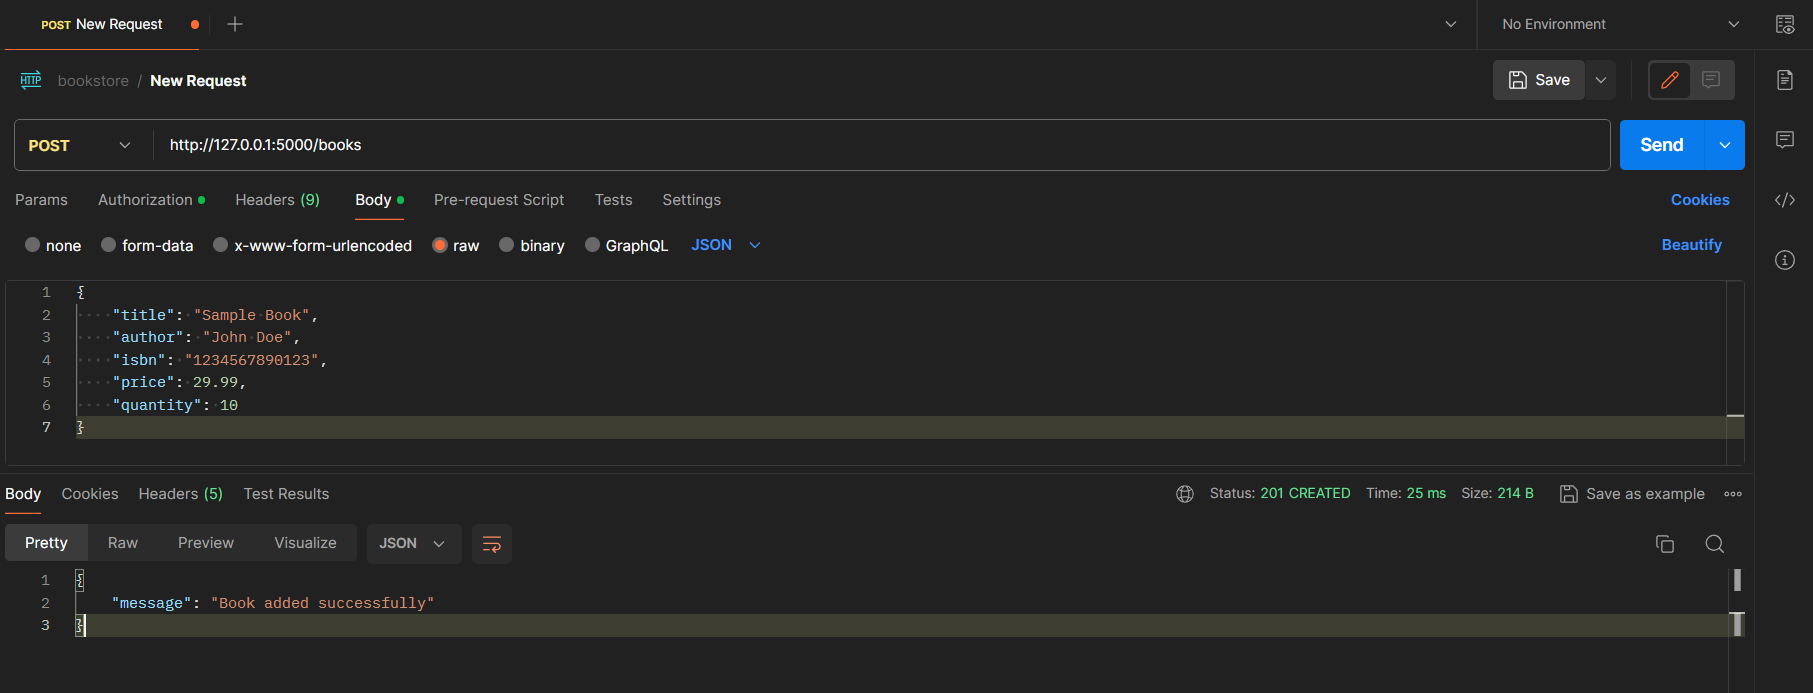 POST New Request
No Environment
HTTP bookstore / New Request
Save
POST http://127.0.0.1:5000/books
Send
Params Authorization Headers (9) Body Pre-request Script Tests Settings Cookies
none form-data x-www-form-urlencoded raw binary GraphQL JSON Beautify
1 {
2 "title": "Sample Book",
3 "author": "John Doe",
4 "isbn": "1234567890123",
5 "price": 29.99,
6 "quantity": 10
7 }
Body Cookies Headers (5) Test Results Status: 201 CREATED Time: 25 ms Size: 214 B Save as example
Pretty Raw Preview Visualize JSON
1 {
2 "message": "Book added successfully"
3 }